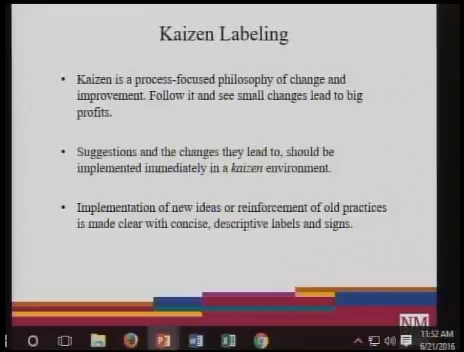 Kaizen Labeling
• Kaizen is a process-focused philosophy of change and
improvement. Follow it and see small changes lead to big
profits.
• Suggestions and the changes they lead to, should be
implemented immediately in a kaizen environment.
• Implementation of new ideas or reinforcement of old practices
is made clear with concise, descriptive labels and signs.
NM
11:52 AM
6/21/2016